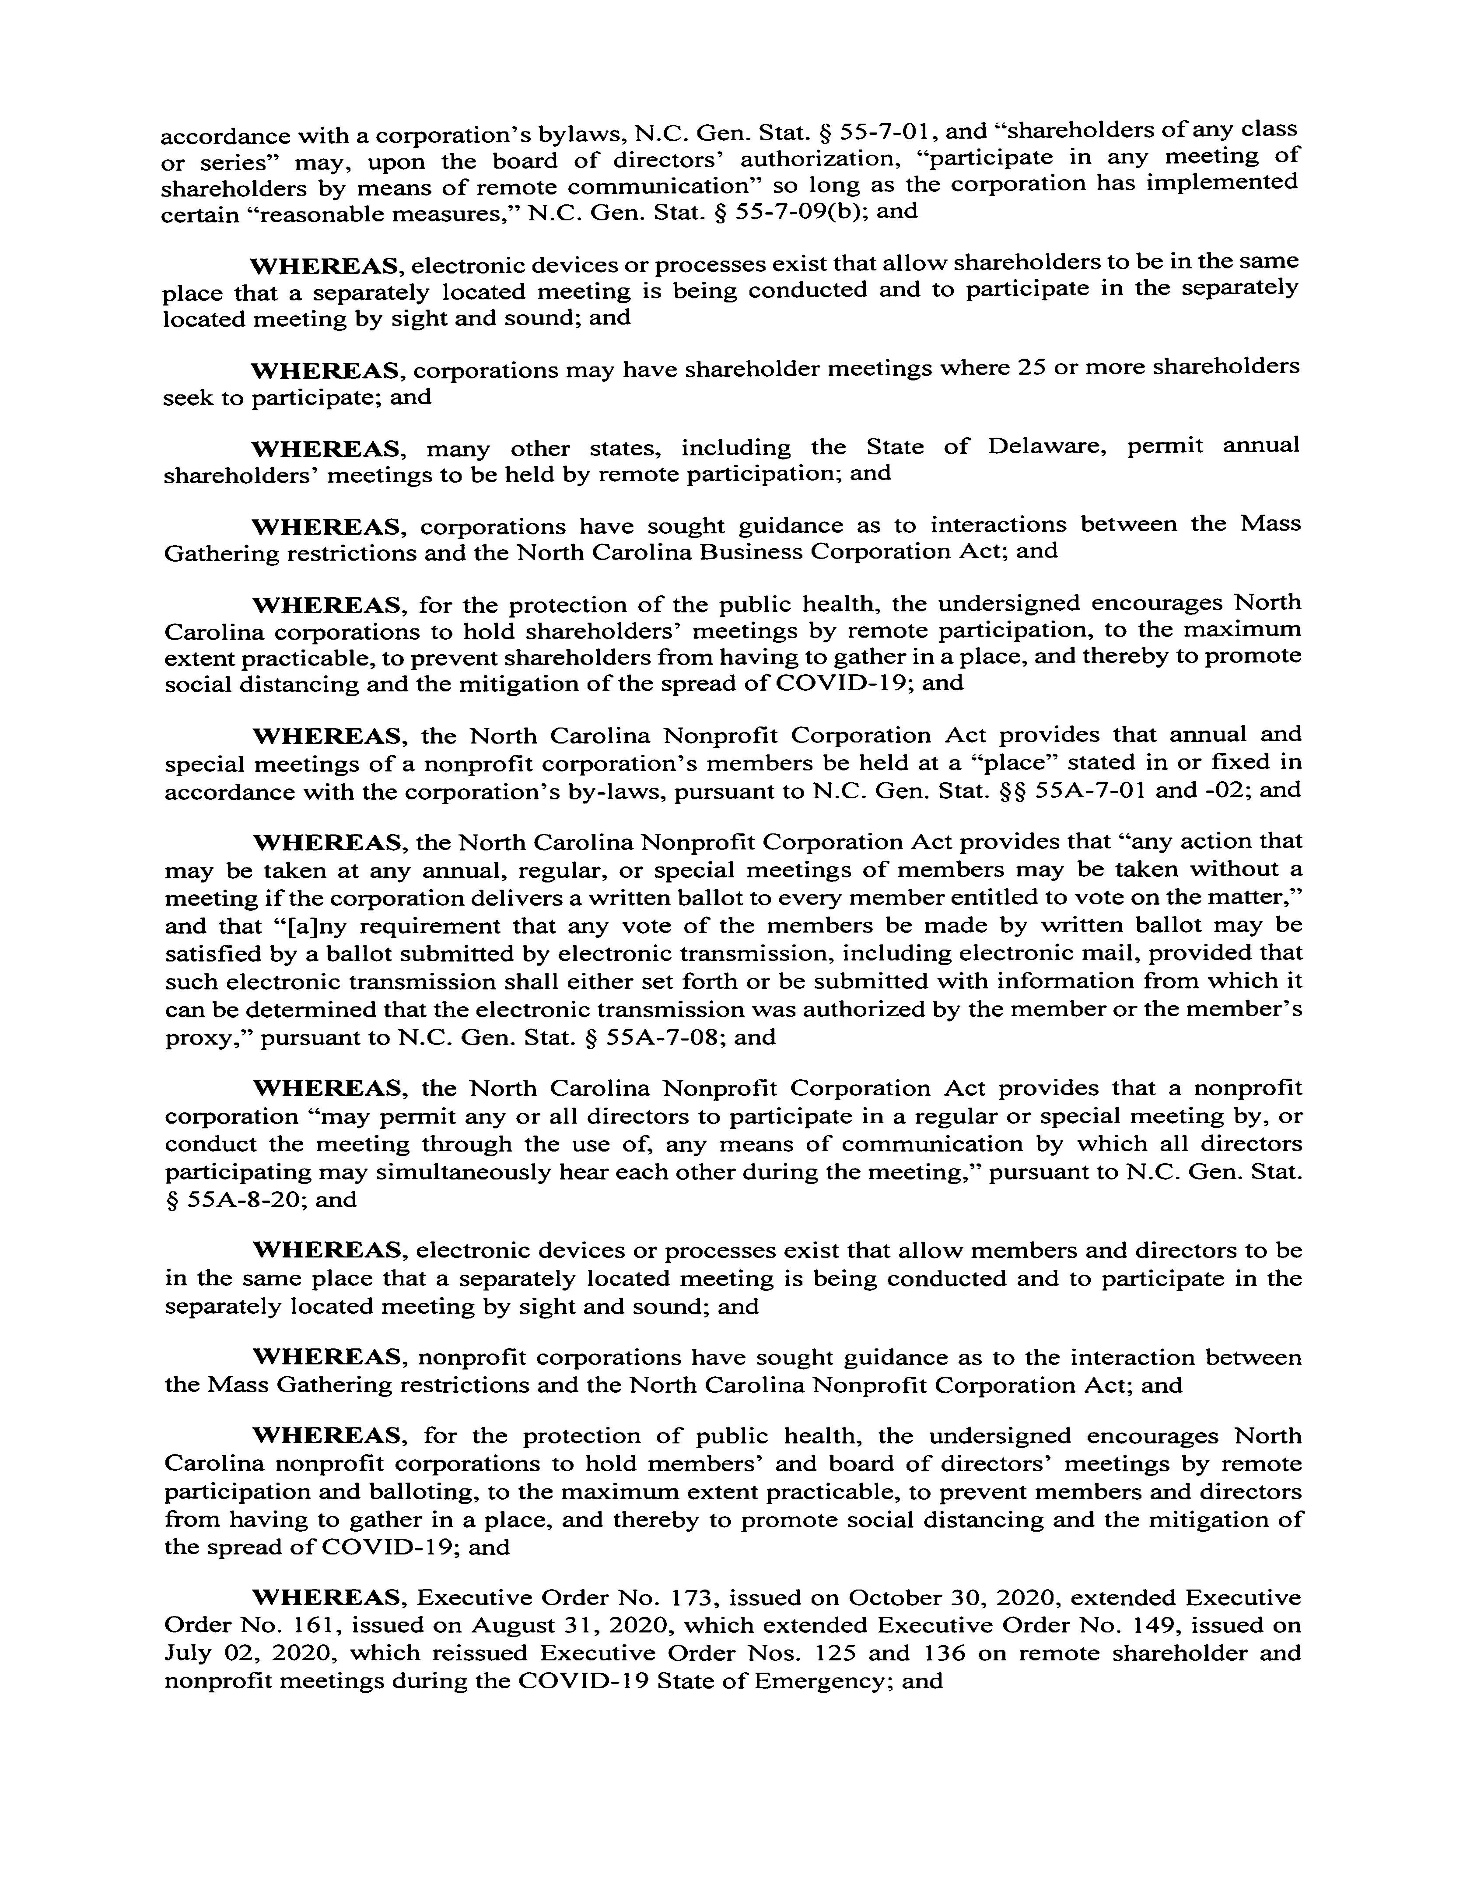 accordance with a corporation's bylaws, N.C. Gen. Stat. § 55-7-01, and “shareholders of any class
or series” may, upon the board of directors' authorization, “participate in any meeting of
shareholders by means of remote communication” so long as the corporation has implemented
certain “reasonable measures,” N.C. Gen. Stat. § 55-7-09(b); and
WHEREAS, electronic devices or processes exist that allow shareholders to be in the same
place that a separately located meeting is being conducted and to participate in the separately
located meeting by sight and sound; and
WHEREAS, corporations may have shareholder meetings where 25 or more shareholders
seek to participate; and
WHEREAS, many other states, including the State of Delaware, permit annual
shareholders' meetings to be held by remote participation; and
WHEREAS, corporations have sought guidance as to interactions between the Mass
Gathering restrictions and the North Carolina Business Corporation Act; and
WHEREAS, for the protection of the public health, the undersigned encourages North
Carolina corporations to hold shareholders' meetings by remote participation, to the maximum
extent practicable, to prevent shareholders from having to gather in a place, and thereby to promote
social distancing and the mitigation of the spread of COVID-19; and
WHEREAS, the North Carolina Nonprofit Corporation Act provides that annual and
special meetings of a nonprofit corporation's members be held at a “place” stated in or fixed in
accordance with the corporation's by-laws, pursuant to N.C. Gen. Stat. §§ 55A-7-01 and -02; and
WHEREAS, the North Carolina Nonprofit Corporation Act provides that “any action that
may be taken at any annual, regular, or special meetings of members may be taken without a
meeting if the corporation delivers a written ballot to every member entitled to vote on the matter,”
and that “[a]ny requirement that any vote of the members be made by written ballot may be
satisfied by a ballot submitted by electronic transmission, including electronic mail, provided that
such electronic transmission shall either set forth or be submitted with information from which it
can be determined that the electronic transmission was authorized by the member or the member's
proxy,” pursuant to N.C. Gen. Stat. § 55A-7-08; and
WHEREAS, the North Carolina Nonprofit Corporation Act provides that a nonprofit
corporation “may permit any or all directors to participate in a regular or special meeting by, or
conduct the meeting through the use of, any means of communication by which all directors
participating may simultaneously hear each other during the meeting,” pursuant to N.C. Gen. Stat.
§ 55A-8-20; and
WHEREAS, electronic devices or processes exist that allow members and directors to be
in the same place that a separately located meeting is being conducted and to participate in the
separately located meeting by sight and sound; and
WHEREAS, nonprofit corporations have sought guidance as to the interaction between
the Mass Gathering restrictions and the North Carolina Nonprofit Corporation Act; and
WHEREAS, for the protection of public health, the undersigned encourages North
Carolina nonprofit corporations to hold members' and board of directors' meetings by remote
participation and balloting, to the maximum extent practicable, to prevent members and directors
from having to gather in a place, and thereby to promote social distancing and the mitigation of
the spread of COVID-19; and
WHEREAS, Executive Order No. 173, issued on October 30, 2020, extended Executive
Order No. 161, issued on August 31, 2020, which extended Executive Order No. 149, issued on
July 02, 2020, which reissued Executive Order Nos. 125 and 136 on remote shareholder and
nonprofit meetings during the COVID-19 State of Emergency; and